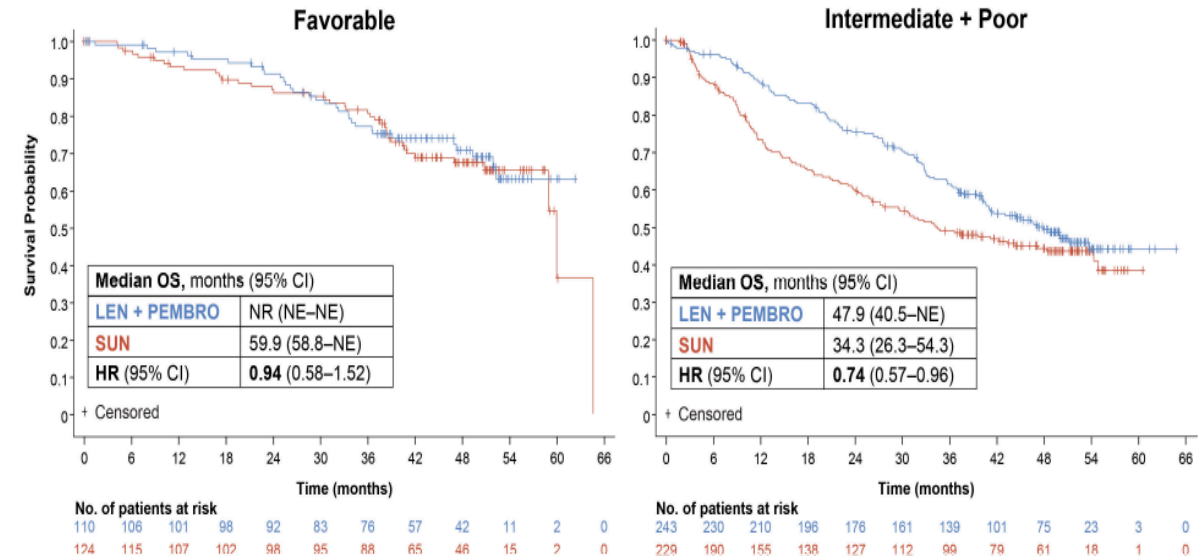 Favorable
Survival Probability
1.0
0.9
0.8
0.7
0.6
0.5
0.4
0.3
0.2
0.1
0
Median OS, months (95% CI)
LEN + PEMBRO NR (NE–NE)
SUN 59.9 (58.8–NE)
HR (95% CI) 0.94 (0.58–1.52)
+ Censored
0 6 12 18 24 30 36 42 48 54 60 66
Time (months)
No. of patients at risk
110 106 101 98 92 83 76 57 42 11 2 0
124 115 107 102 98 95 88 65 46 15 2 0
Intermediate + Poor
1.0
0.9
0.8
0.7
0.6
0.5
0.4
0.3
0.2
0.1
0
Median OS, months (95% CI)
LEN + PEMBRO 47.9 (40.5–NE)
SUN 34.3 (26.3–54.3)
HR (95% CI) 0.74 (0.57–0.96)
+ Censored
0 6 12 18 24 30 36 42 48 54 60 66
Time (months)
No. of patients at risk
243 230 210 196 176 161 139 101 75 23 3 0
229 190 155 138 127 112 99 79 61 18 1 0